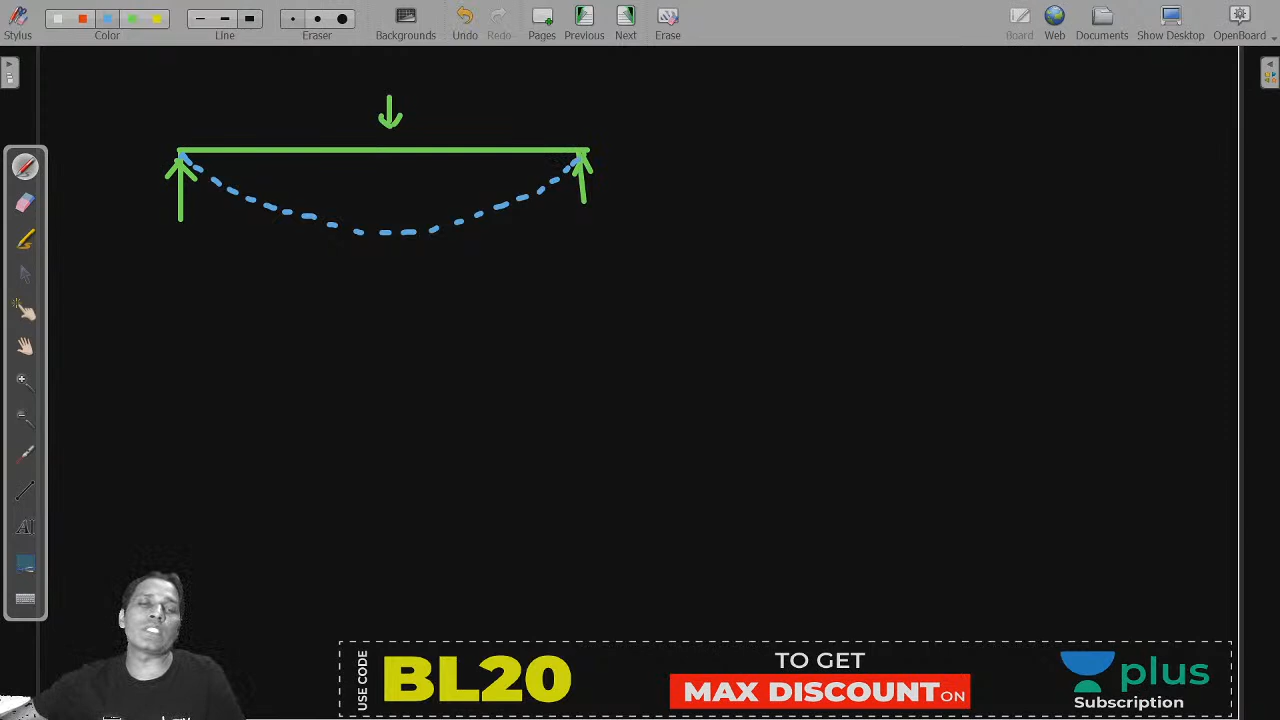 Stylus Color Line Eraser Backgrounds Undo Redo Pages Previous Next Erase Board Web Documents Show Desktop OpenBoard
AI
USE CODE
BL20
TO GET
MAX DISCOUNT ON
plus
Subscription